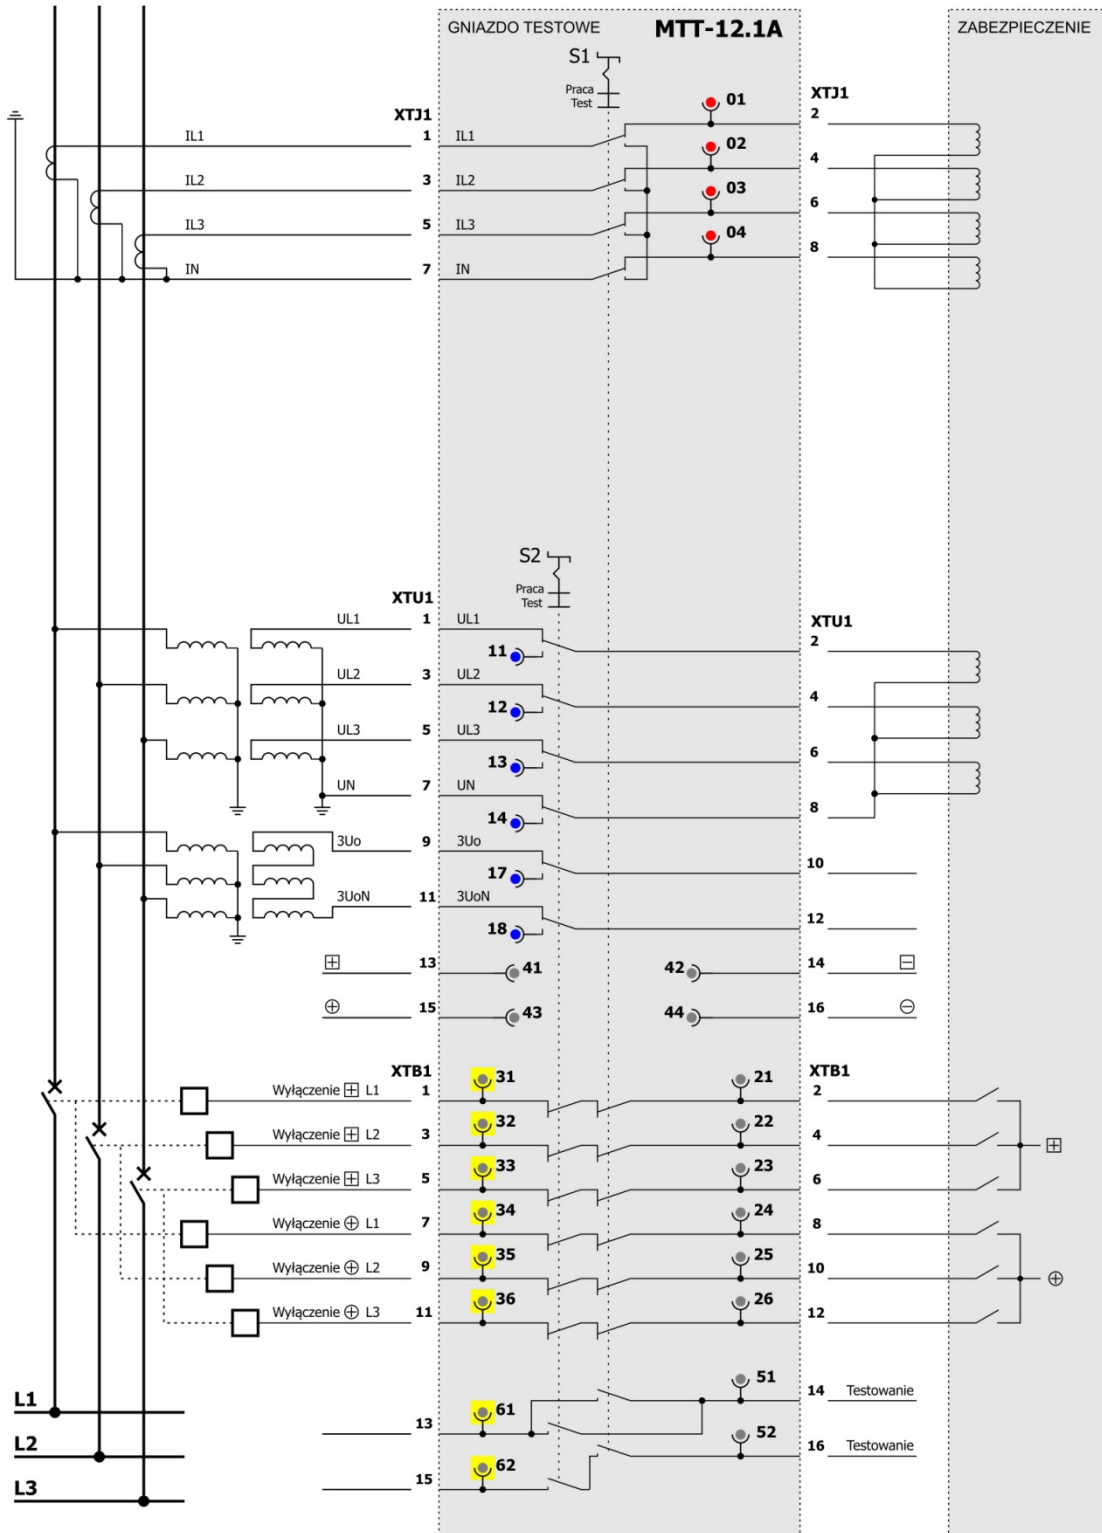 GNIAZDO TESTOWE MTT-12.1A ZABEZPIECZENIE
S1
Praca
Test
XTJ1 XTJ1
01
2
1 IL1 IL1
02
4
3 IL2 IL2
03
6
5 IL3 IL3
04
8
7 IN IN
S2
Praca
Test
XTU1 XTU1
UL1 1 UL1
2
11
UL2 3 UL2
4
12
UL3 5 UL3
6
13
UN 7 UN
8
14
3Uo 9 3Uo
10
17
3UoN 11 3UoN
12
18
13 41 42 14
15 43 44 16
XTB1 XTB1
Wyłączenie L1 1 31 21 2
Wyłączenie L2 3 32 22 4
Wyłączenie L3 5 33 23 6
Wyłączenie L1 7 34 24 8
Wyłączenie L2 9 35 25 10
Wyłączenie L3 11 36 26 12
L1
51
14 Testowanie
13 61
L2
52
16 Testowanie
15 62
L3